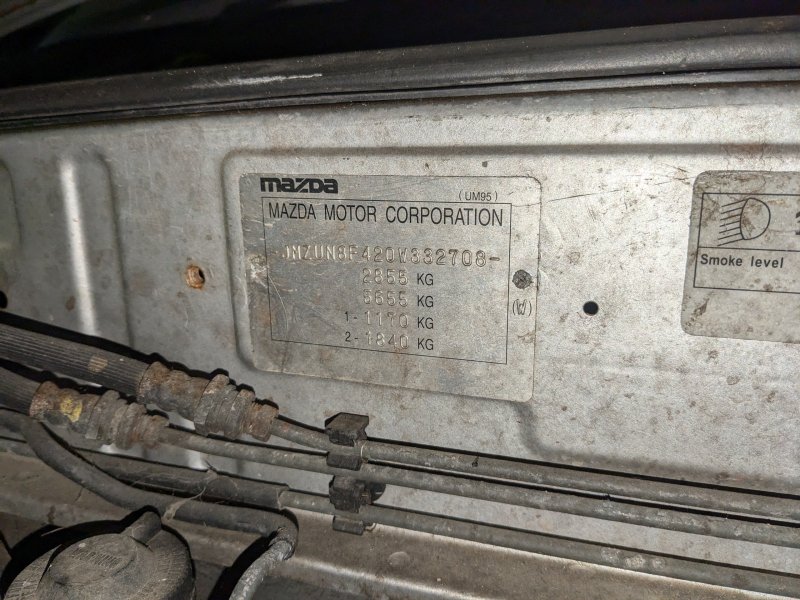 mazda
(UM95)
MAZDA MOTOR CORPORATION
-JMZUN8F420W332708-
2855 KG
5655 KG
1- 1170 KG
2- 1840 KG
(W)
Smoke level